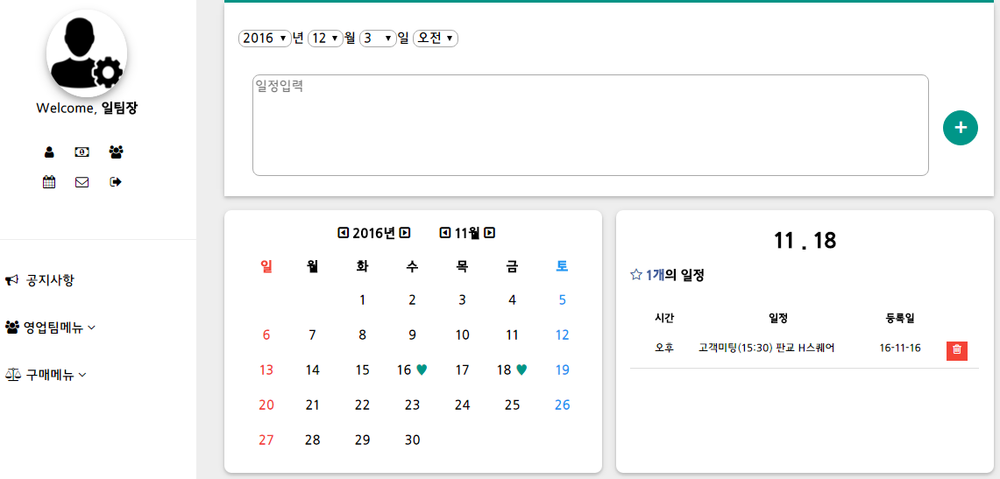 Welcome, 일팀장
공지사항
영업팀메뉴
구매메뉴
2016 년 12 월 3 일 오전
일정입력
+
2016년 11월
일 월 화 수 목 금 토
1 2 3 4 5
6 7 8 9 10 11 12
13 14 15 16 ♥ 17 18 ♥ 19
20 21 22 23 24 25 26
27 28 29 30
11 . 18
1개의 일정
시간 일정 등록일
오후 고객미팅(15:30) 판교 H스퀘어 16-11-16